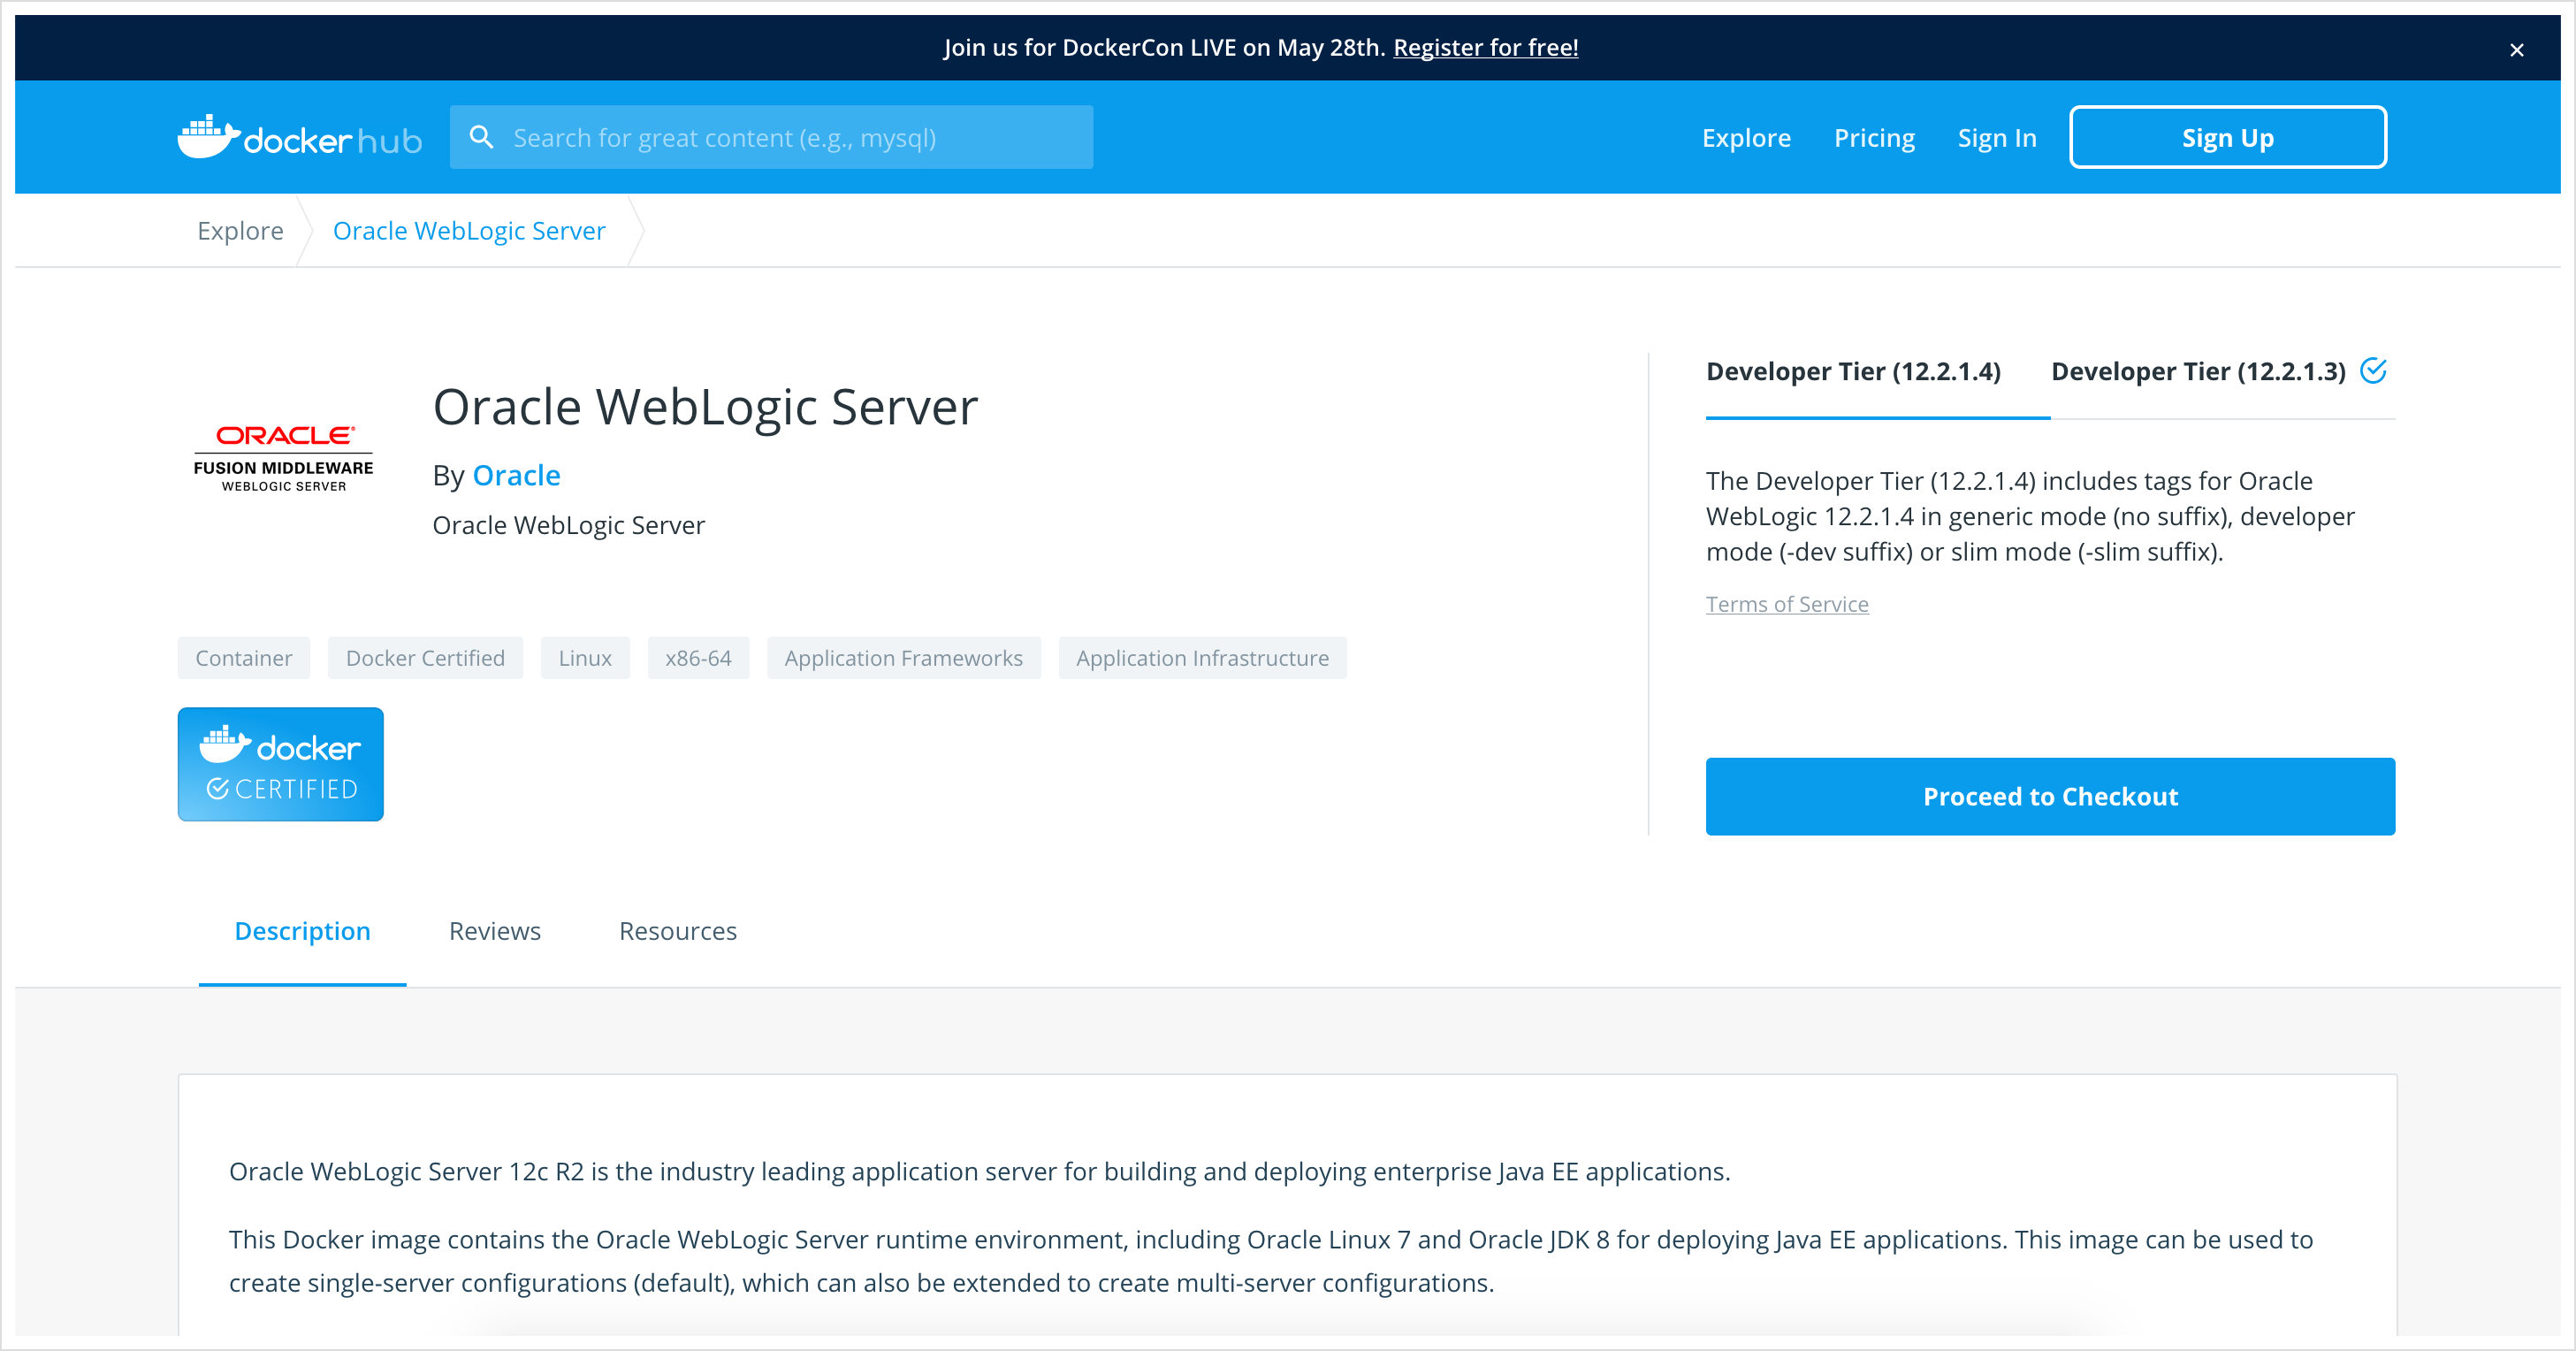 Join us for DockerCon LIVE on May 28th. Register for free!
docker hub
Search for great content (e.g., mysql)
Explore
Pricing
Sign In
Sign Up
Explore
Oracle WebLogic Server
ORACLE®
FUSION MIDDLEWARE
WEBLOGIC SERVER
Oracle WebLogic Server
By Oracle
Oracle WebLogic Server
Container
Docker Certified
Linux
x86-64
Application Frameworks
Application Infrastructure
docker
CERTIFIED
Developer Tier (12.2.1.4)
Developer Tier (12.2.1.3)
The Developer Tier (12.2.1.4) includes tags for Oracle
WebLogic 12.2.1.4 in generic mode (no suffix), developer
mode (-dev suffix) or slim mode (-slim suffix).
Terms of Service
Proceed to Checkout
Description
Reviews
Resources
Oracle WebLogic Server 12c R2 is the industry leading application server for building and deploying enterprise Java EE applications.
This Docker image contains the Oracle WebLogic Server runtime environment, including Oracle Linux 7 and Oracle JDK 8 for deploying Java EE applications. This image can be used to
create single-server configurations (default), which can also be extended to create multi-server configurations.